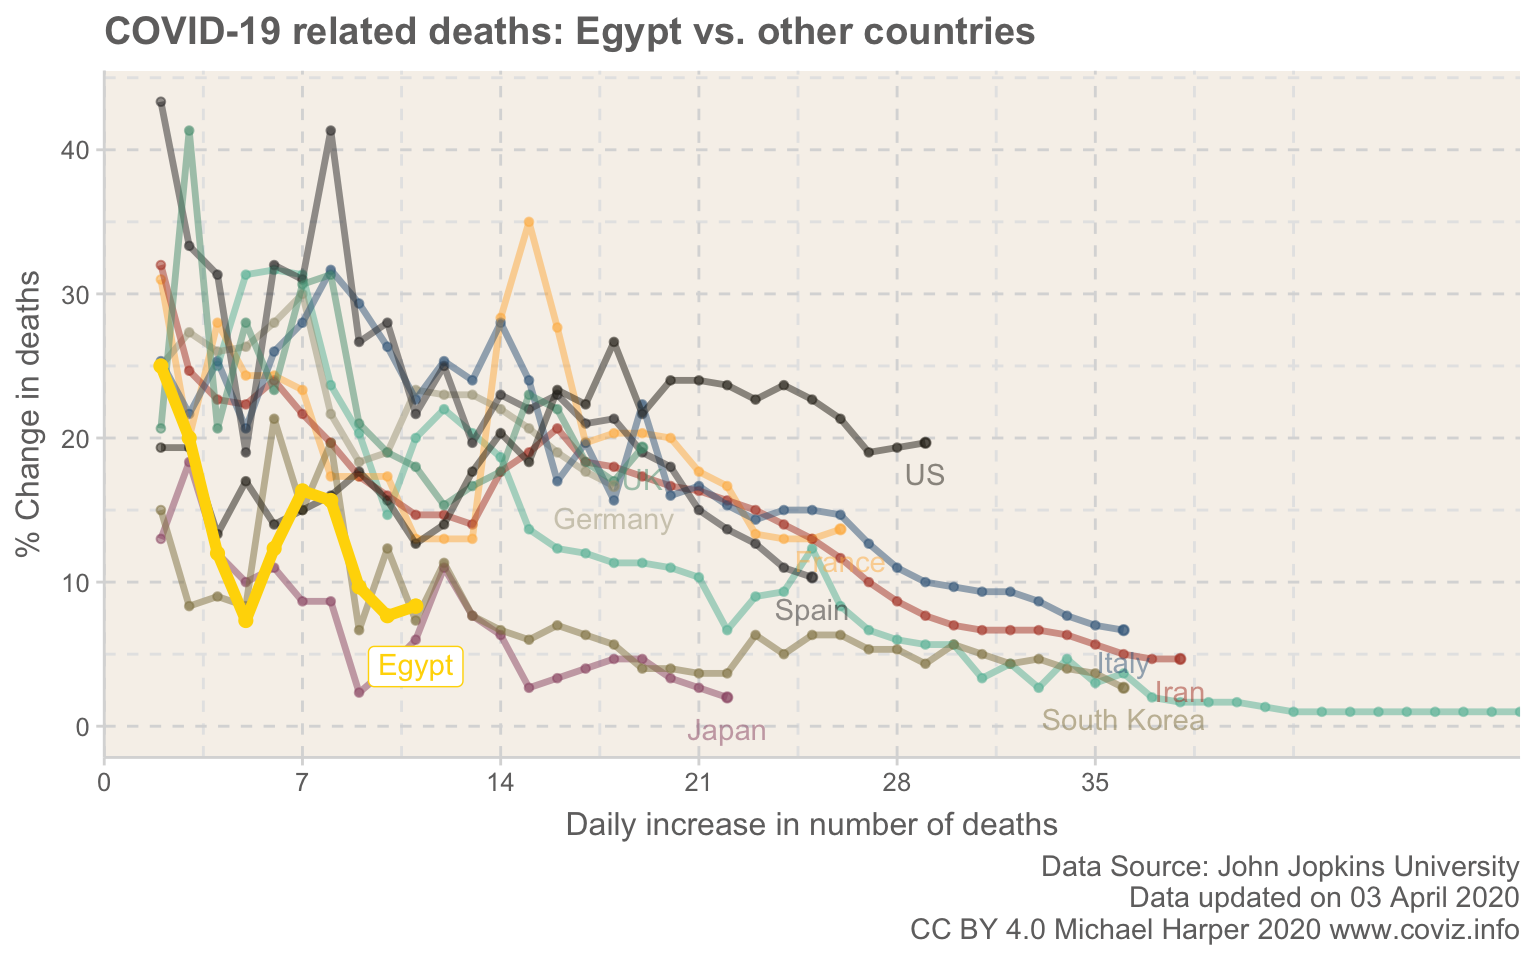 COVID-19 related deaths: Egypt vs. other countries
% Change in deaths
40
30
20
10
0
US
UK
Germany
France
Spain
Egypt
Italy
Iran
South Korea
Japan
0 7 14 21 28 35
Daily increase in number of deaths
Data Source: John Jopkins University
Data updated on 03 April 2020
CC BY 4.0 Michael Harper 2020 www.coviz.info